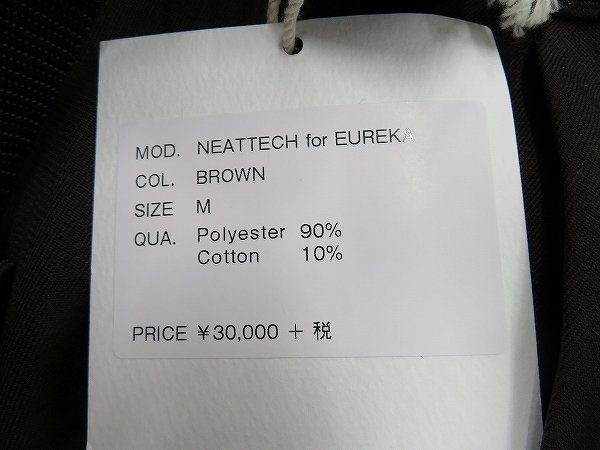 MOD. NEATTECH for EUREKA
COL. BROWN
SIZE M
QUA. Polyester 90%
Cotton 10%
PRICE ¥30,000 + 税